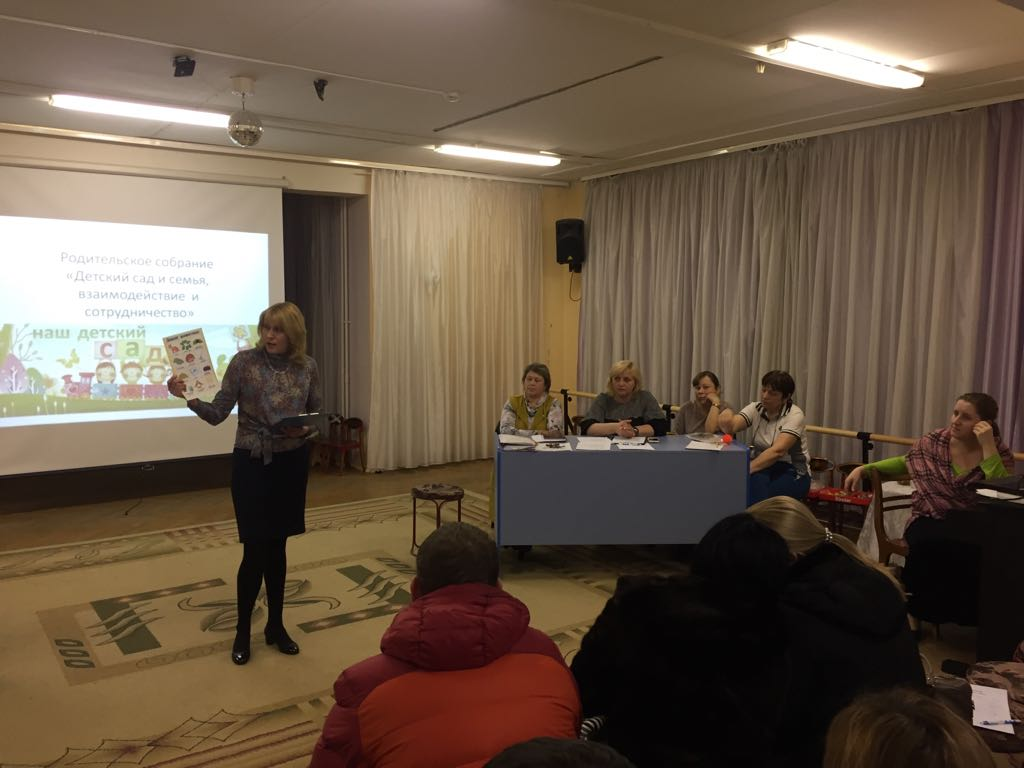 Родительское собрание
«Детский сад и семья,
взаимодействие и
сотрудничество»
наш детский
сад